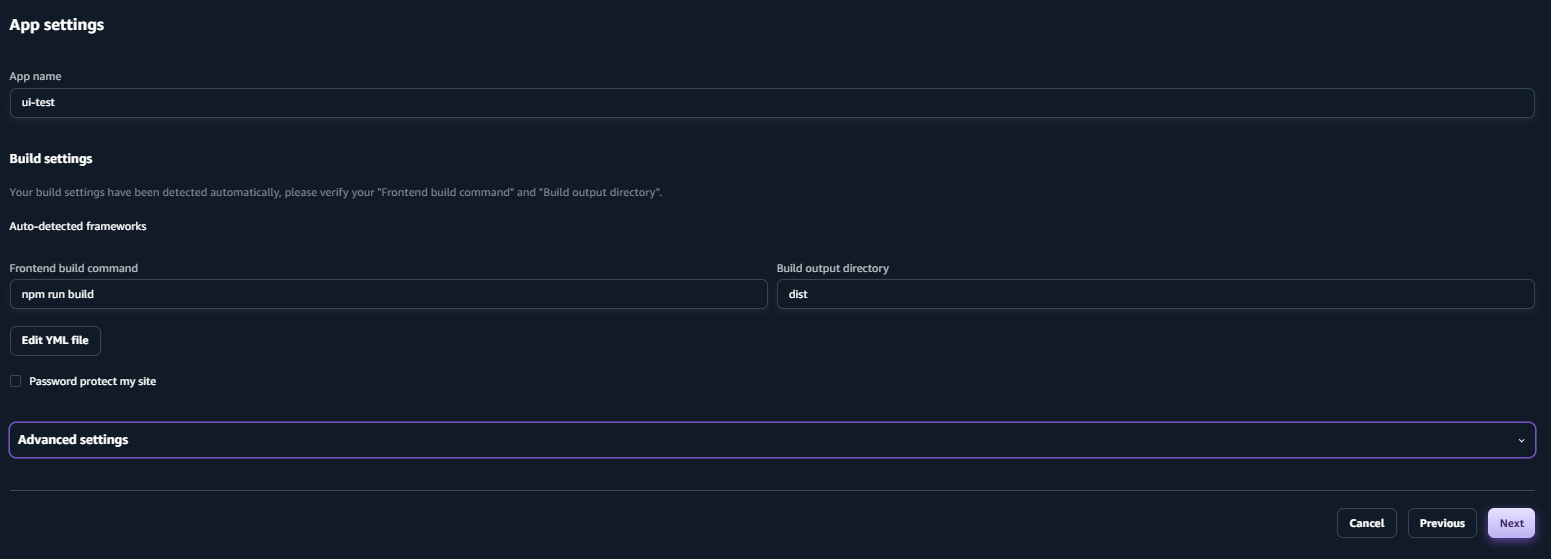 App settings
App name
ui-test
Build settings
Your build settings have been detected automatically, please verify your "Frontend build command" and "Build output directory".
Auto-detected frameworks
Frontend build command
Build output directory
npm run build
dist
Edit YML file
Password protect my site
Advanced settings
Cancel
Previous
Next